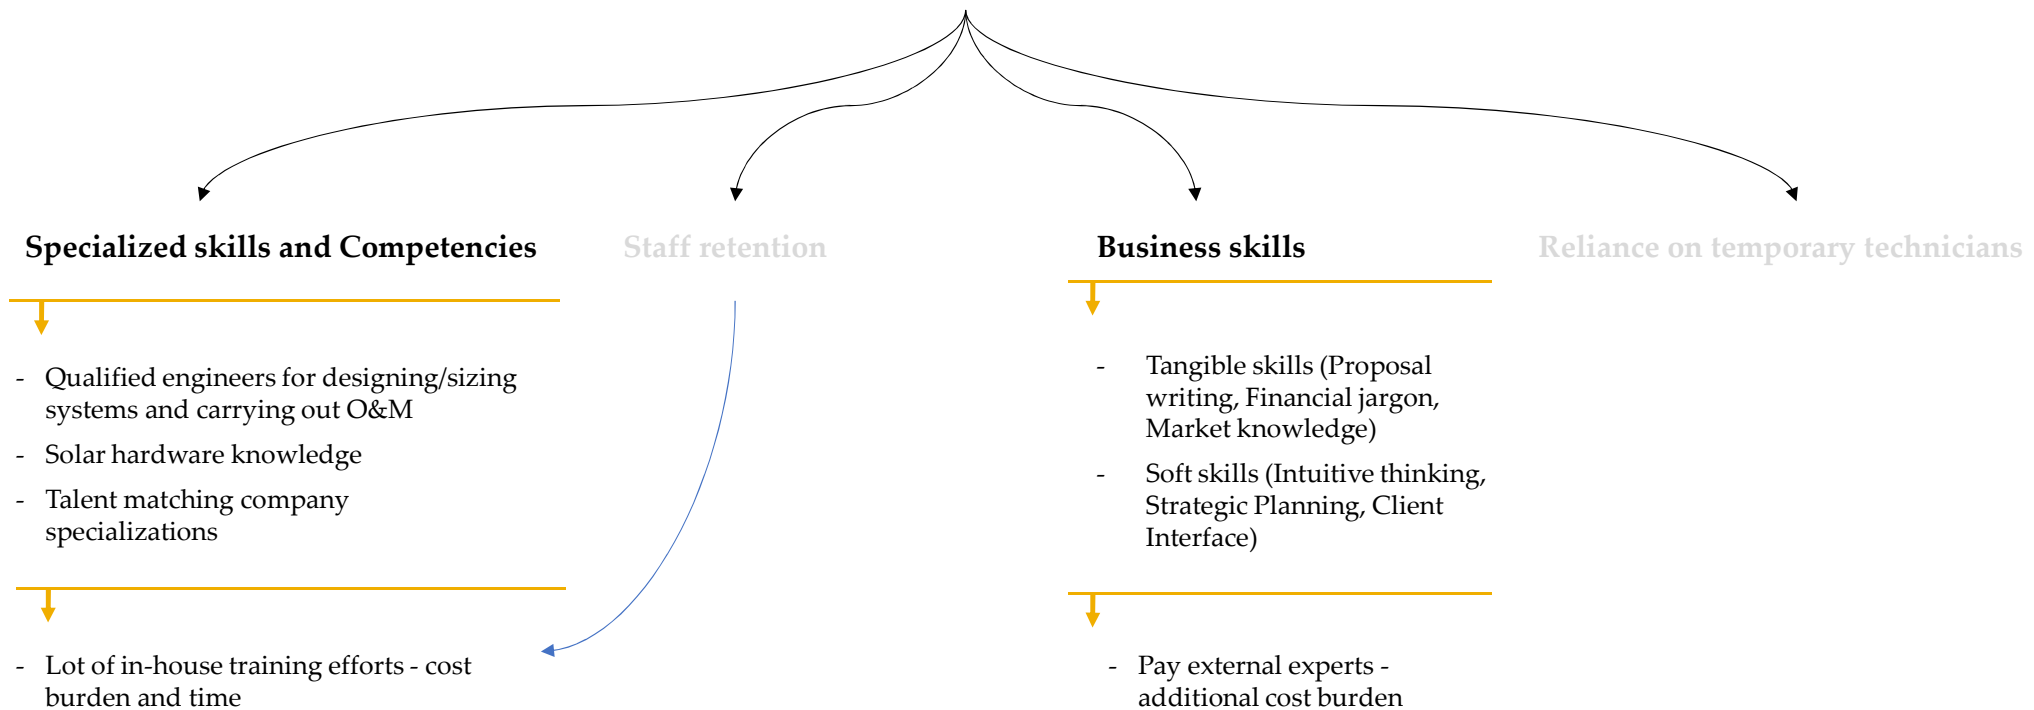 Specialized skills and Competencies
Staff retention
Business skills
Reliance on temporary technicians
- Qualified engineers for designing/sizing
systems and carrying out O&M
- Solar hardware knowledge
- Talent matching company
specializations
- Lot of in-house training efforts - cost
burden and time
- Tangible skills (Proposal
writing, Financial jargon,
Market knowledge)
- Soft skills (Intuitive thinking,
Strategic Planning, Client
Interface)
- Pay external experts -
additional cost burden